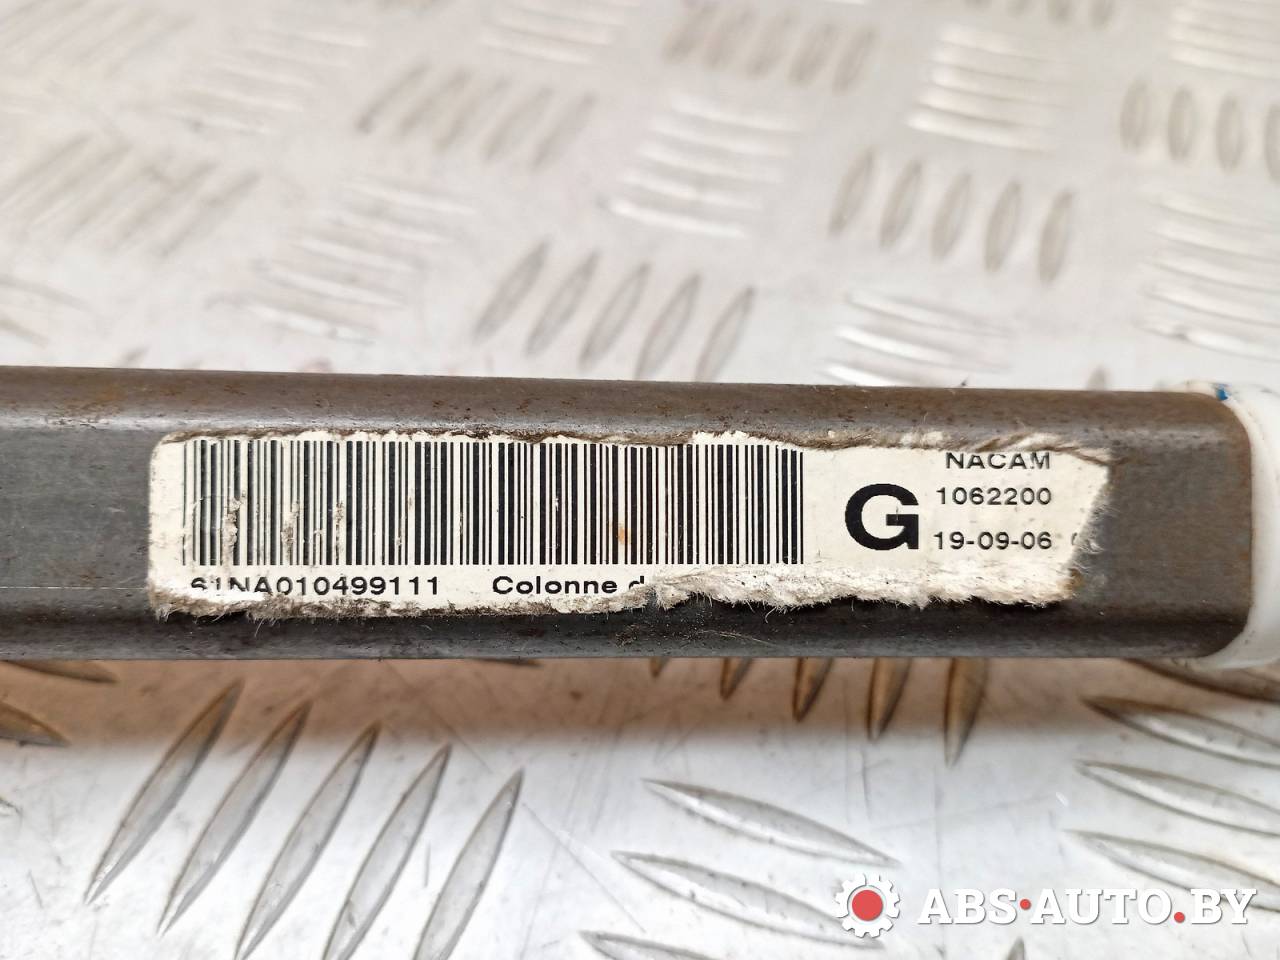 NACAM
G
1062200
19-09-06
61NA010499111 Colonne d
ABS·AUTO.BY